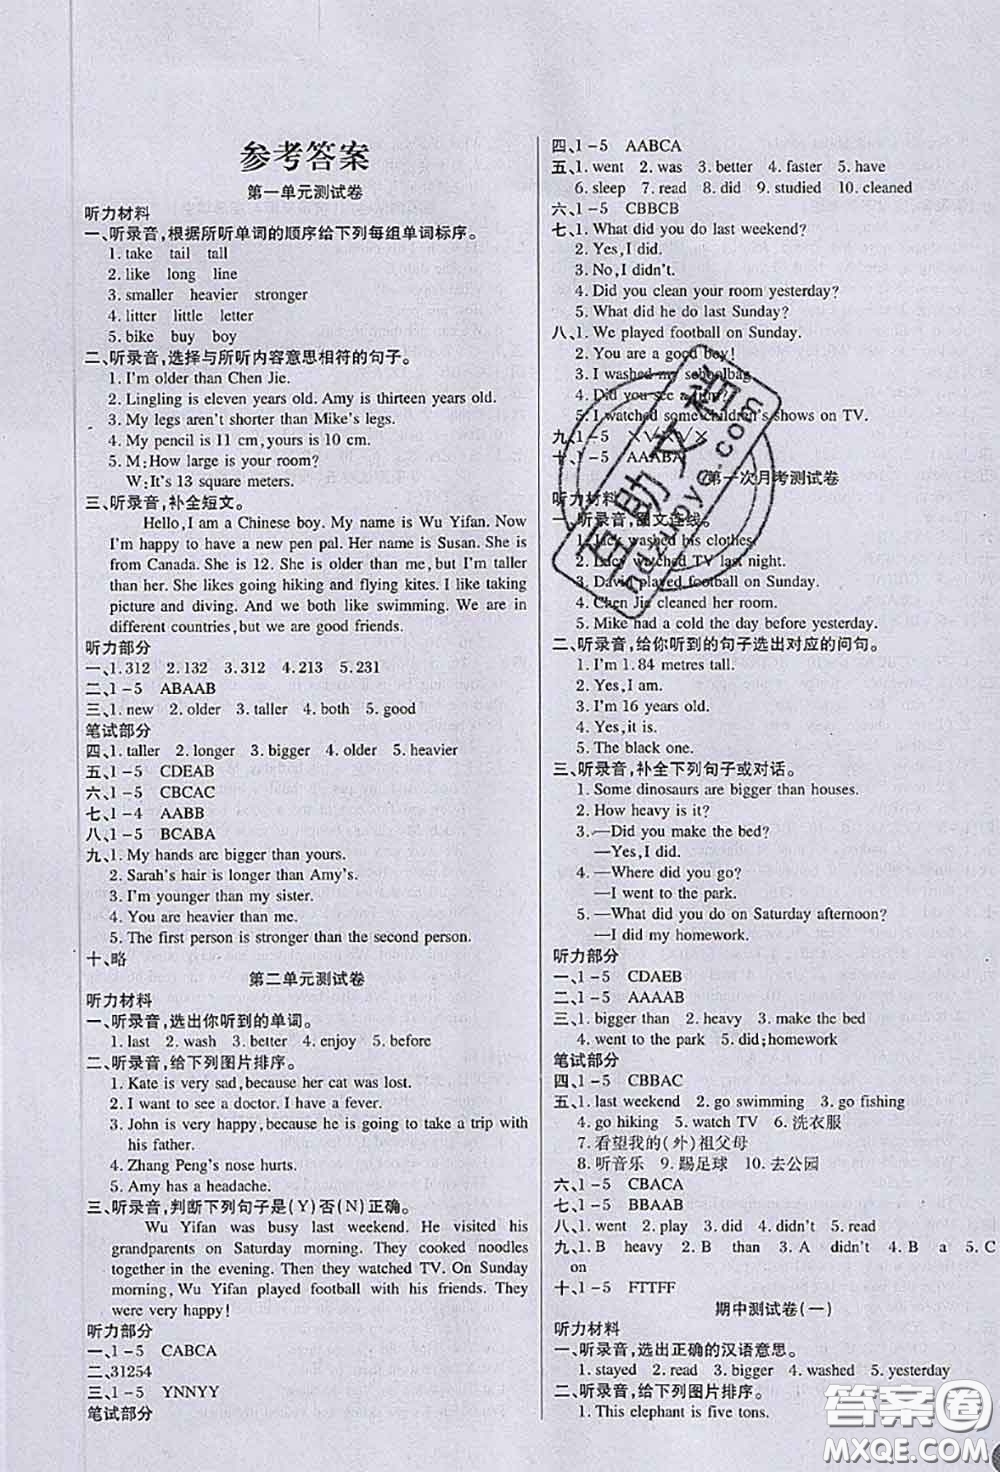 参考答案
第一单元测试卷
听力材料
一、听录音,根据所听单词的顺序给下列每组单词标序。
1. take tail tall
2. like long line
3. smaller heavier stronger
4. litter little letter
5. bike buy boy
二、听录音,选择与所听内容意思相符的句子。
1. I'm older than Chen Jie.
2. Lingling is eleven years old. Amy is thirteen years old.
3. My legs aren't shorter than Mike's legs.
4. My pencil is 11 cm, yours is 10 cm.
5. M: How large is your room?
W: It's 13 square meters.
三、听录音,补全短文。
Hello, I am a Chinese boy. My name is Wu Yifan. Now
I'm happy to have a new pen pal. Her name is Susan. She is
from Canada. She is 12. She is older than me, but I'm taller
than her. She likes going hiking and flying kites. I like taking
picture and diving. And we both like swimming. We are in
different countries, but we are good friends.
听力部分
一、1.312 2.132 3.312 4.213 5.231
二、1-5 ABAAB
三、1. new 2. older 3. taller 4. both 5. good
笔试部分
四、1. taller 2. longer 3. bigger 4. older 5. heavier
五、1-5 CDEAB
六、1-5 CBCAC
七、1-4 AABB
八、1-5 BCABA
九、1. My hands are bigger than yours.
2. Sarah's hair is longer than Amy's.
3. I'm younger than my sister.
4. You are heavier than me.
5. The first person is stronger than the second person.
十、略
第二单元测试卷
听力材料
一、听录音,选出你听到的单词。
1. last 2. wash 3. better 4. enjoy 5. before
二、听录音,给下列图片排序。
1. Kate is very sad, because her cat was lost.
2. I want to see a doctor. I have a fever.
3. John is very happy, because he is going to take a trip with
his father.
4. Zhang Peng's nose hurts.
5. Amy has a headache.
三、听录音,判断下列句子是(Y)否(N)正确。
Wu Yifan was busy last weekend. He visited his
grandparents on Saturday morning. They cooked noodles
together in the evening. Then they watched TV. On Sunday
morning, Wu Yifan played football with his friends. They
were very happy!
听力部分
一、1-5 CABCA
二、31254
三、1-5 YNNYY
笔试部分
四、1-5 AABCA
五、1. went 2. was 3. better 4. faster 5. have
6. sleep 7. read 8. did 9. studied 10. cleaned
六、1-5 CBBCB
七、1. What did you do last weekend?
2. Yes, I did.
3. No, I didn't.
4. Did you clean your room yesterday?
5. What did he do last Sunday?
八、1. We played football on Sunday.
2. You are a good boy!
3. I washed my schoolbag.
4. Did you see a film?
5. I watched some children's shows on TV.
九、1-5 ×√×√×
十、1-5 AAABA
第一次月考测试卷
听力材料
一、听录音,图文连线。
1. Jack washed his clothes.
2. Lucy watched TV last night.
3. David played football on Sunday.
4. Chen Jie cleaned her room.
5. Mike had a cold the day before yesterday.
二、听录音,给你听到的句子选出对应的问句。
1. I'm 1.84 metres tall.
2. Yes, I am.
3. I'm 16 years old.
4. Yes, it is.
5. The black one.
三、听录音,补全下列句子或对话。
1. Some dinosaurs are bigger than houses.
2. How heavy is it?
3. —Did you make the bed?
—Yes, I did.
4. —Where did you go?
—I went to the park.
5. —What did you do on Saturday afternoon?
—I did my homework.
听力部分
一、1-5 CDAEB
二、1-5 AAAAB
三、1. bigger than 2. heavy 3. make the bed
4. went to the park 5. did; homework
笔试部分
四、1-5 CBBAC
五、1. last weekend 2. go swimming 3. go fishing
4. go hiking 5. watch TV 6. 洗衣服
7. 看望我的(外)祖父母
8. 听音乐 9. 踢足球 10. 去公园
六、1-5 CBACA
七、1-5 BBAAB
八、1. went 2. play 3. did 4. didn't 5. read
九、1. B heavy 2. B than 3. A didn't 4. B a 5. C
on
十、1-5 FTTFF
期中测试卷(一)
听力材料
一、听录音,选出正确的汉语意思。
1. stayed 2. read 3. bigger 4. washed 5. yesterday
二、听录音,给下列图片排序。
1. This elephant is five tons.
互助文档
hdzuoye.com
答案圈
MXQE.COM